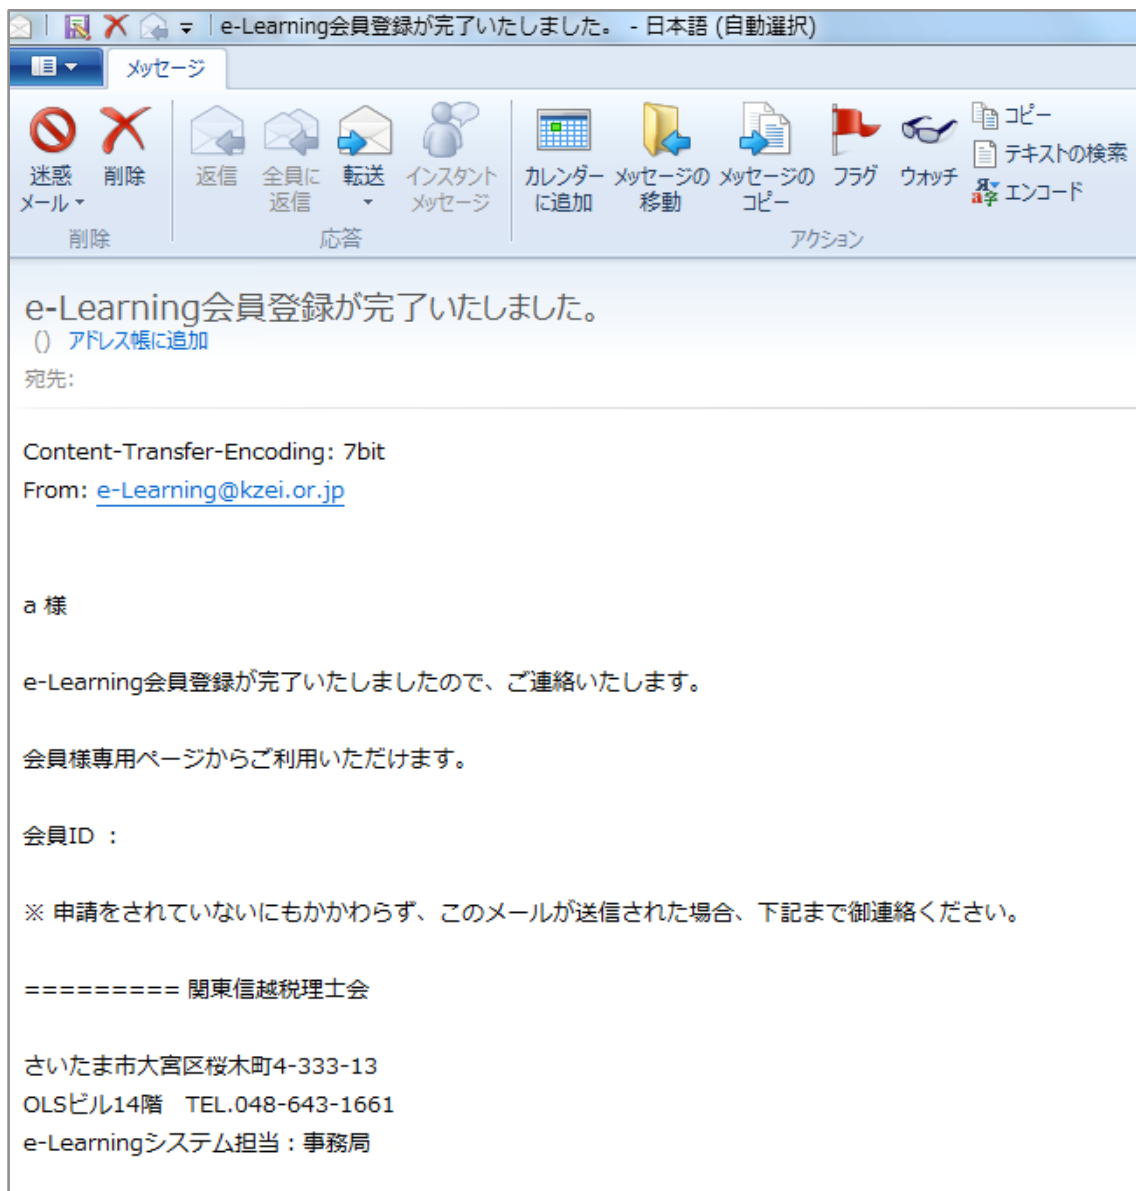 e-Learning会員登録が完了いたしました。 - 日本語 (自動選択)
メッセージ
迷惑メール
削除
返信
全員に返信
転送
インスタント メッセージ
カレンダーに追加
メッセージの移動
メッセージのコピー
フラグ
ウォッチ
コピー
テキストの検索
エンコード
削除
応答
アクション
e-Learning会員登録が完了いたしました。
() アドレス帳に追加
宛先:
Content-Transfer-Encoding: 7bit
From: e-Learning@kzei.or.jp
a 様
e-Learning会員登録が完了いたしましたので、ご連絡いたします。
会員様専用ページからご利用いただけます。
会員ID ：
※ 申請をされていないにもかかわらず、このメールが送信された場合、下記まで御連絡ください。
========= 関東信越税理士会
さいたま市大宮区桜木町4-333-13
OLSビル14階　TEL.048-643-1661
e-Learningシステム担当：事務局